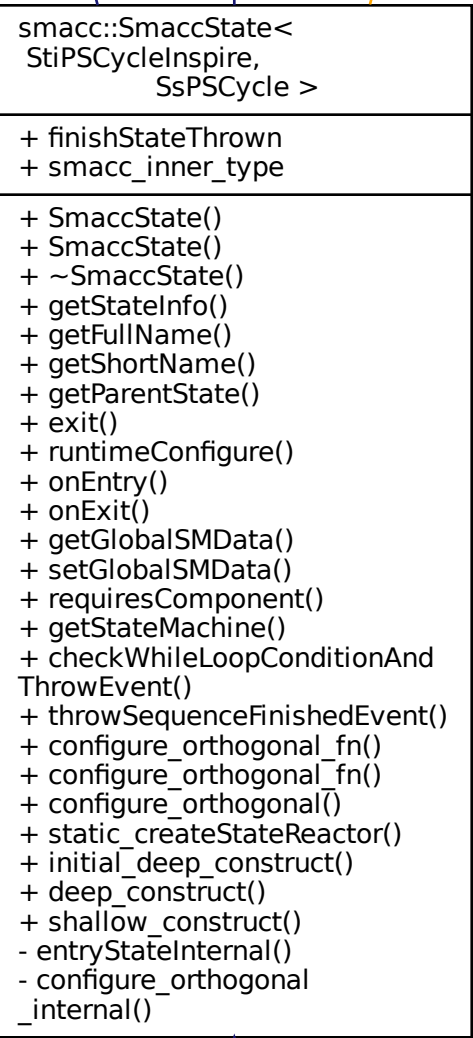 smacc::SmaccState<
StiPSCycleInspire,
SsPSCycle >
+ finishStateThrown
+ smacc_inner_type
+ SmaccState()
+ SmaccState()
+ ~SmaccState()
+ getStateInfo()
+ getFullName()
+ getShortName()
+ getParentState()
+ exit()
+ runtimeConfigure()
+ onEntry()
+ onExit()
+ getGlobalSMData()
+ setGlobalSMData()
+ requiresComponent()
+ getStateMachine()
+ checkWhileLoopConditionAnd
ThrowEvent()
+ throwSequenceFinishedEvent()
+ configure_orthogonal_fn()
+ configure_orthogonal_fn()
+ configure_orthogonal()
+ static_createStateReactor()
+ initial_deep_construct()
+ deep_construct()
+ shallow_construct()
- entryStateInternal()
- configure_orthogonal
_internal()